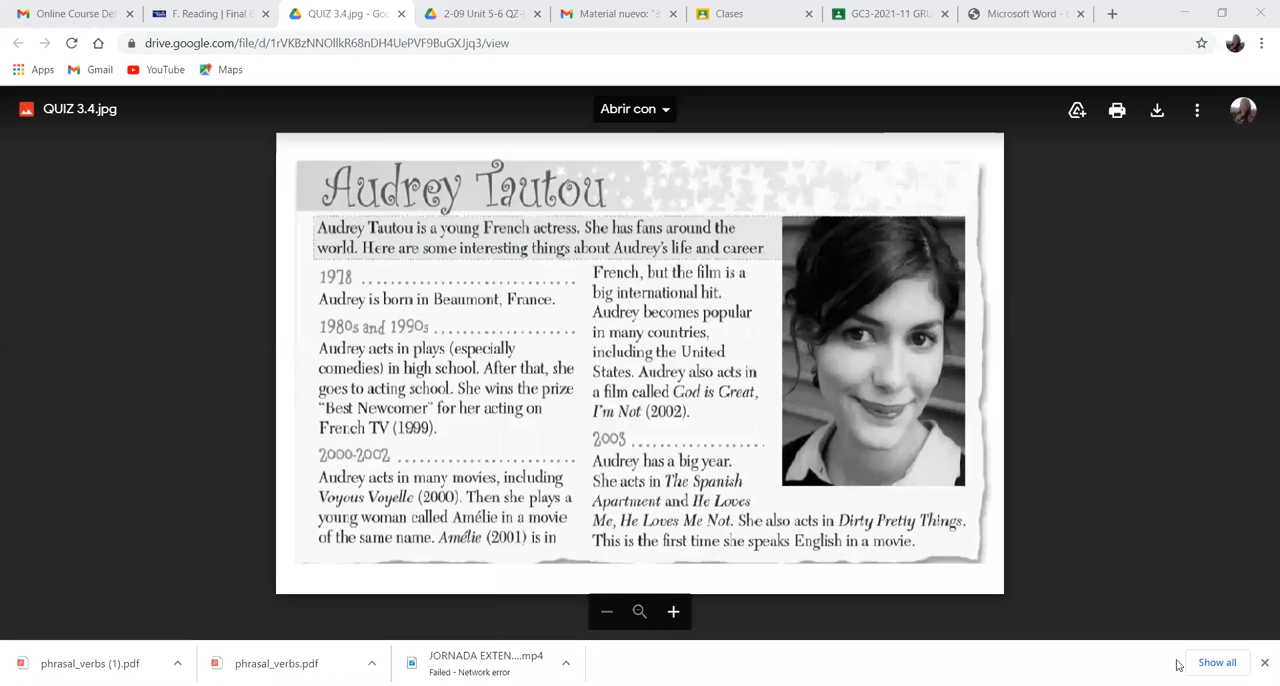 Online Course De
F. Reading | Final E
QUIZ 3.4.jpg - Goo
2-09 Unit 5-6 QZ-
Material nuevo: "3
Clases
GC3-2021-11 GRU
Microsoft Word -
drive.google.com/file/d/1rVKBzNNOllkR68nDH4UePVF9BuGXJjq3/view
Apps
Gmail
YouTube
Maps
QUIZ 3.4.jpg
Abrir con
Audrey Tautou
Audrey Tautou is a young French actress. She has fans around the
world. Here are some interesting things about Audrey's life and career
1978
Audrey is born in Beaumont, France.
1980s and 1990s
Audrey acts in plays (especially
comedies) in high school. After that, she
goes to acting school. She wins the prize
"Best Newcomer" for her acting on
French TV (1999).
2000-2002
Audrey acts in many movies, including
Voyous Voyelle (2000). Then she plays a
young woman called Amélie in a movie
of the same name. Amélie (2001) is in
French, but the film is a
big international hit.
Audrey becomes popular
in many countries,
including the United
States. Audrey also acts in
a film called God is Great,
I'm Not (2002).
2003
Audrey has a big year.
She acts in The Spanish
Apartment and He Loves
Me, He Loves Me Not. She also acts in Dirty Pretty Things.
This is the first time she speaks English in a movie.
phrasal_verbs (1).pdf
phrasal_verbs.pdf
JORNADA EXTEN....mp4
Failed - Network error
Show all